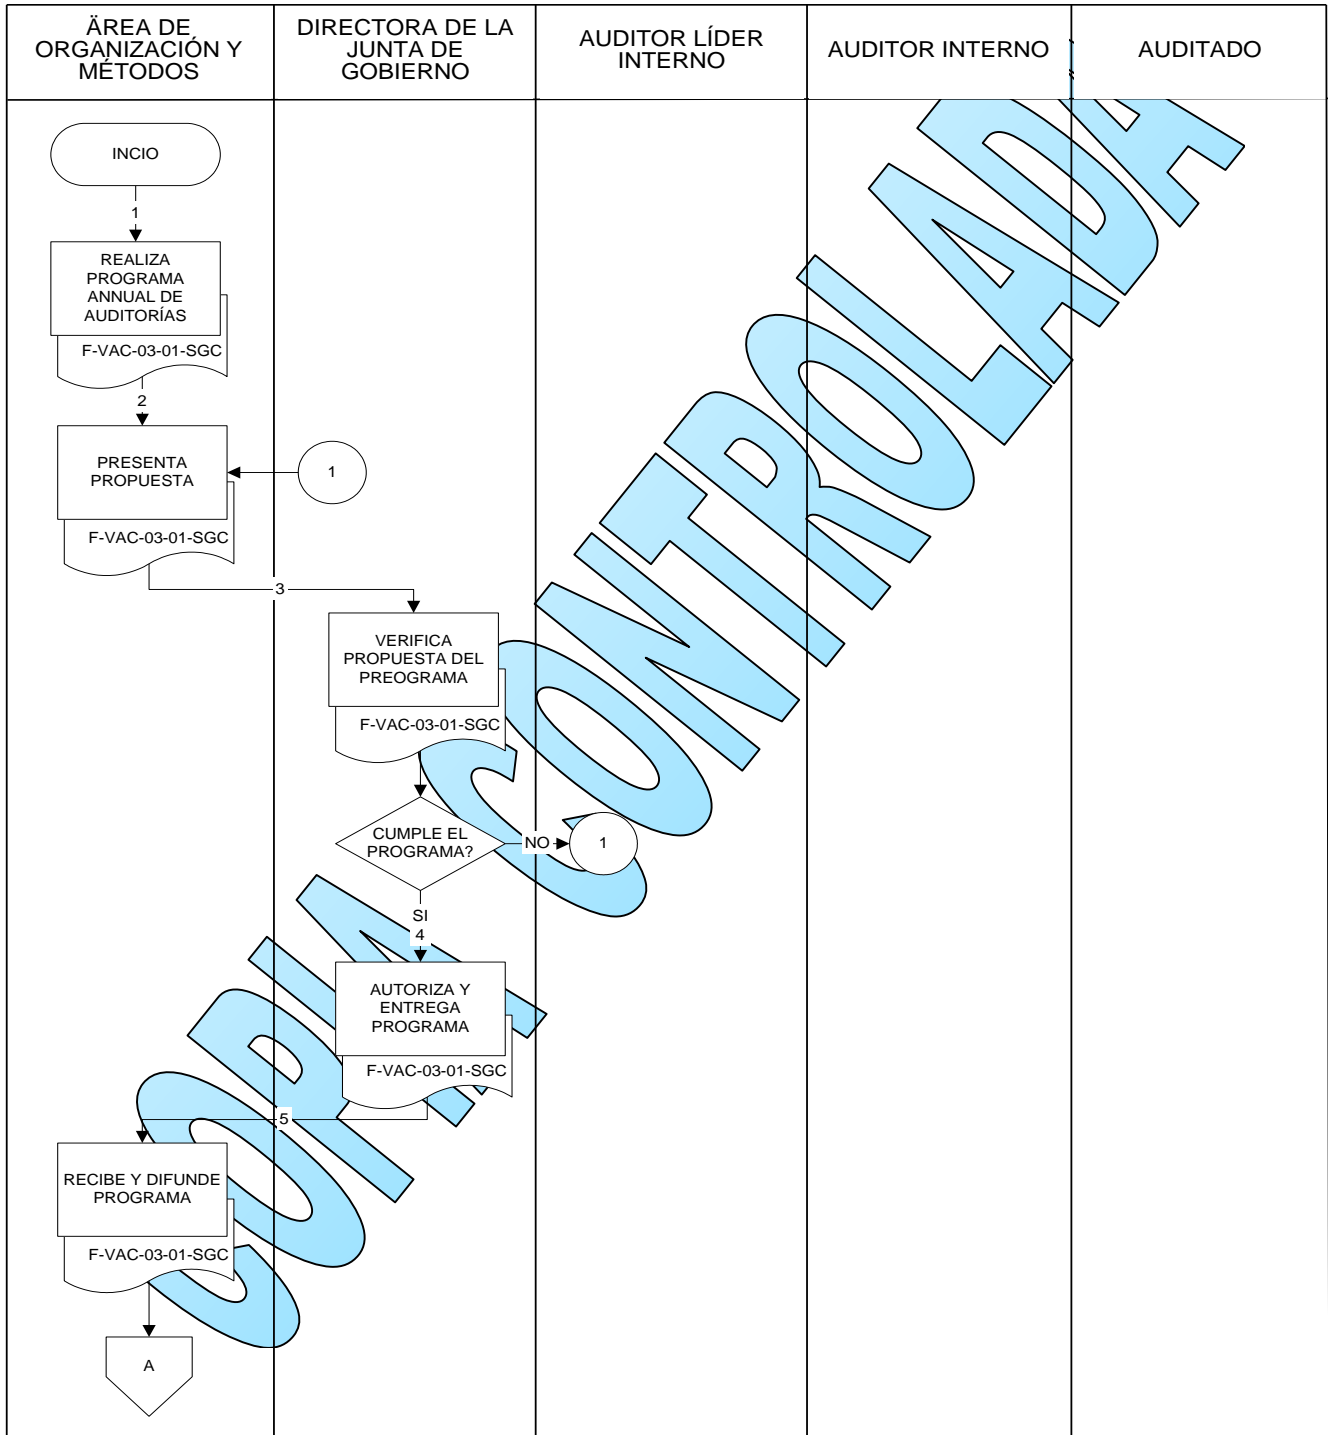 ÄREA DE
ORGANIZACIÓN Y
MÉTODOS
DIRECTORA DE LA
JUNTA DE
GOBIERNO
AUDITOR LÍDER
INTERNO
AUDITOR INTERNO
AUDITADO
INCIO
1
REALIZA
PROGRAMA
ANNUAL DE
AUDITORÍAS
F-VAC-03-01-SGC
2
PRESENTA
PROPUESTA
1
F-VAC-03-01-SGC
3
VERIFICA
PROPUESTA DEL
PREOGRAMA
F-VAC-03-01-SGC
CUMPLE EL
PROGRAMA?
NO
1
SI
4
AUTORIZA Y
ENTREGA
PROGRAMA
F-VAC-03-01-SGC
5
RECIBE Y DIFUNDE
PROGRAMA
F-VAC-03-01-SGC
A
COPIA CONTROLADA